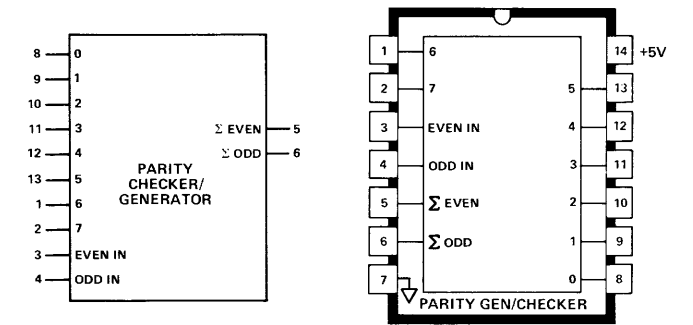 8 0
9 1
10 2
11 3
12 4
13 5
1 6
2 7
3 EVEN IN
4 ODD IN
Σ EVEN 5
Σ ODD 6
PARITY
CHECKER/
GENERATOR
1 6
2 7
3 EVEN IN
4 ODD IN
5 Σ EVEN
6 Σ ODD
7
14 +5V
5 13
4 12
3 11
2 10
1 9
0 8
PARITY GEN/CHECKER